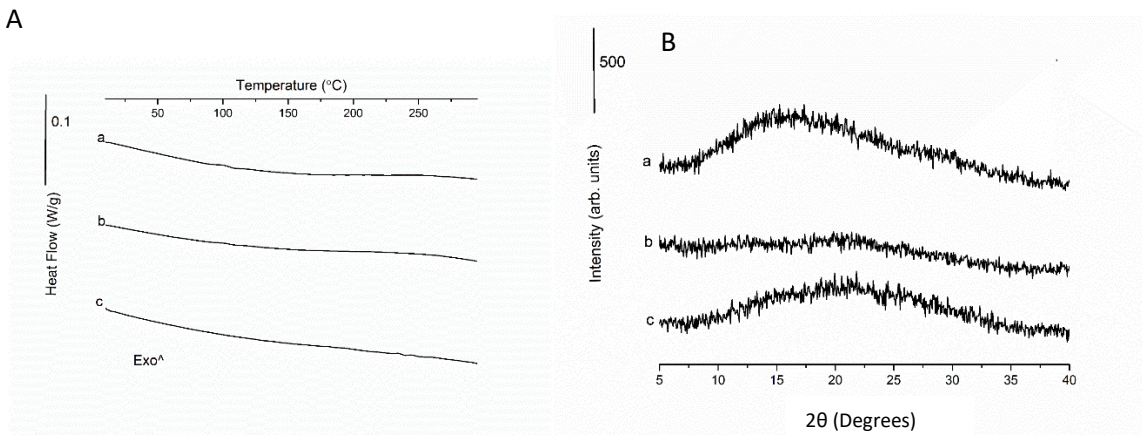 A
Temperature (°C)
50 100 150 200 250
0.1
Heat Flow (W/g)
a
b
c
Exo^
B
500
Intensity (arb. units)
a
b
c
5 10 15 20 25 30 35 40
2θ (Degrees)